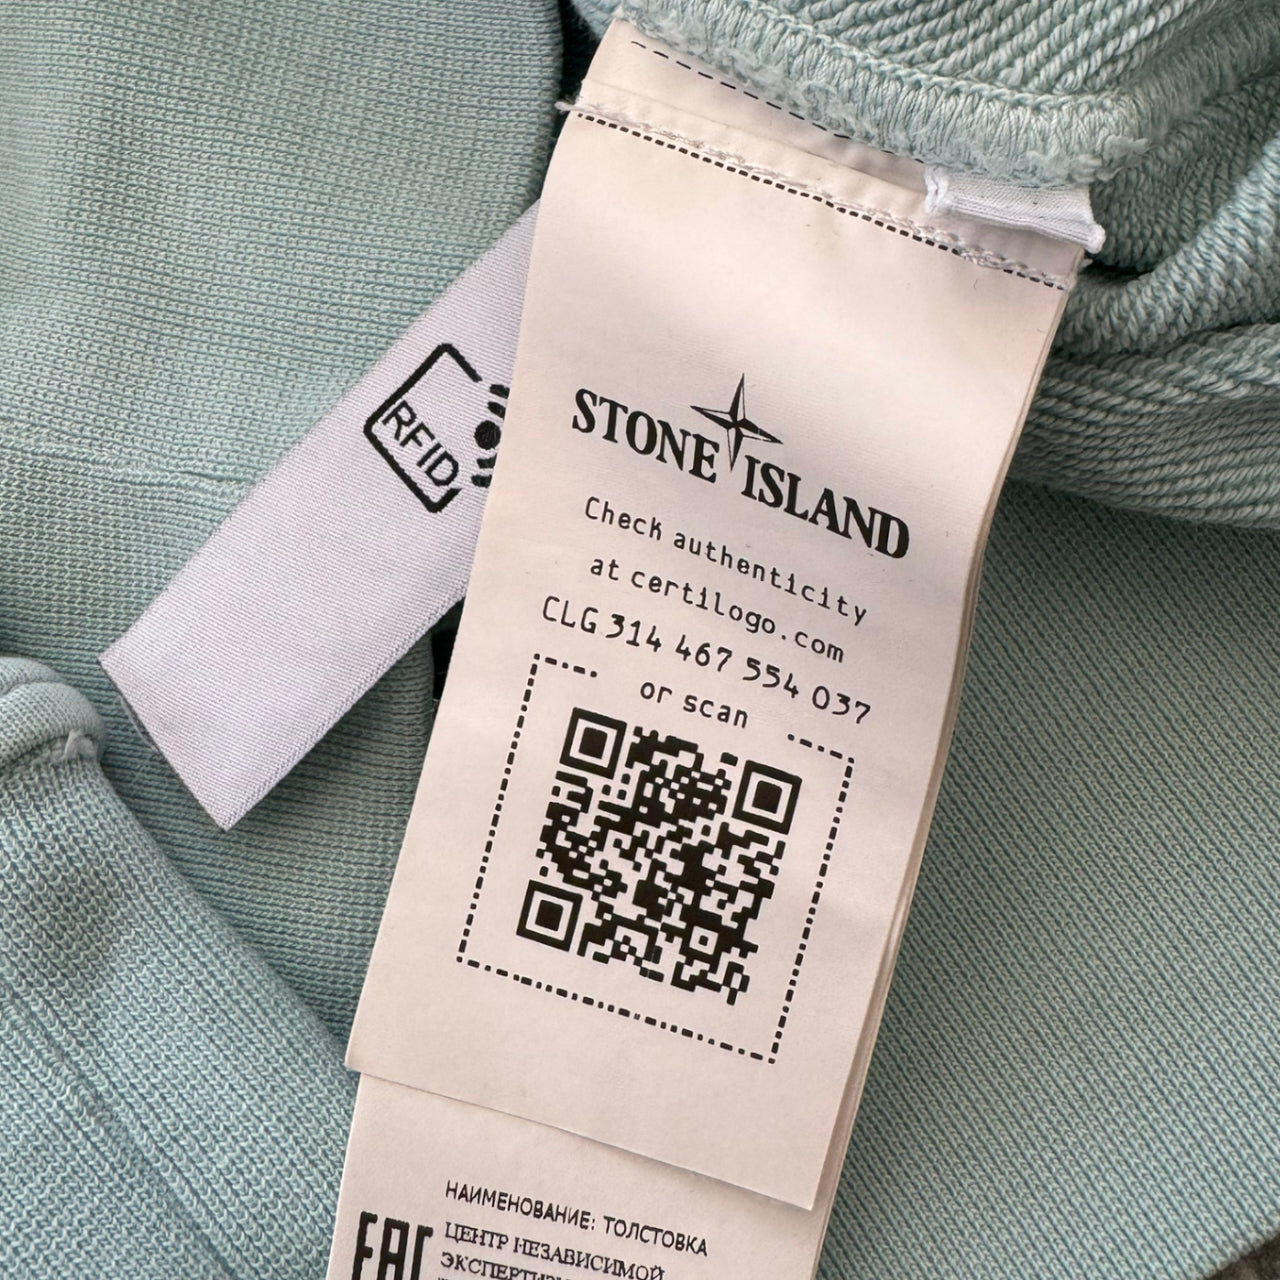 RFID
STONE ISLAND
Check authenticity
at certilogo.com
CLG 314 467 554 037
or scan
НАИМЕНОВАНИЕ: ТОЛСТОВКА
EAC
ЦЕНТР НЕЗАВИСИМОЙ